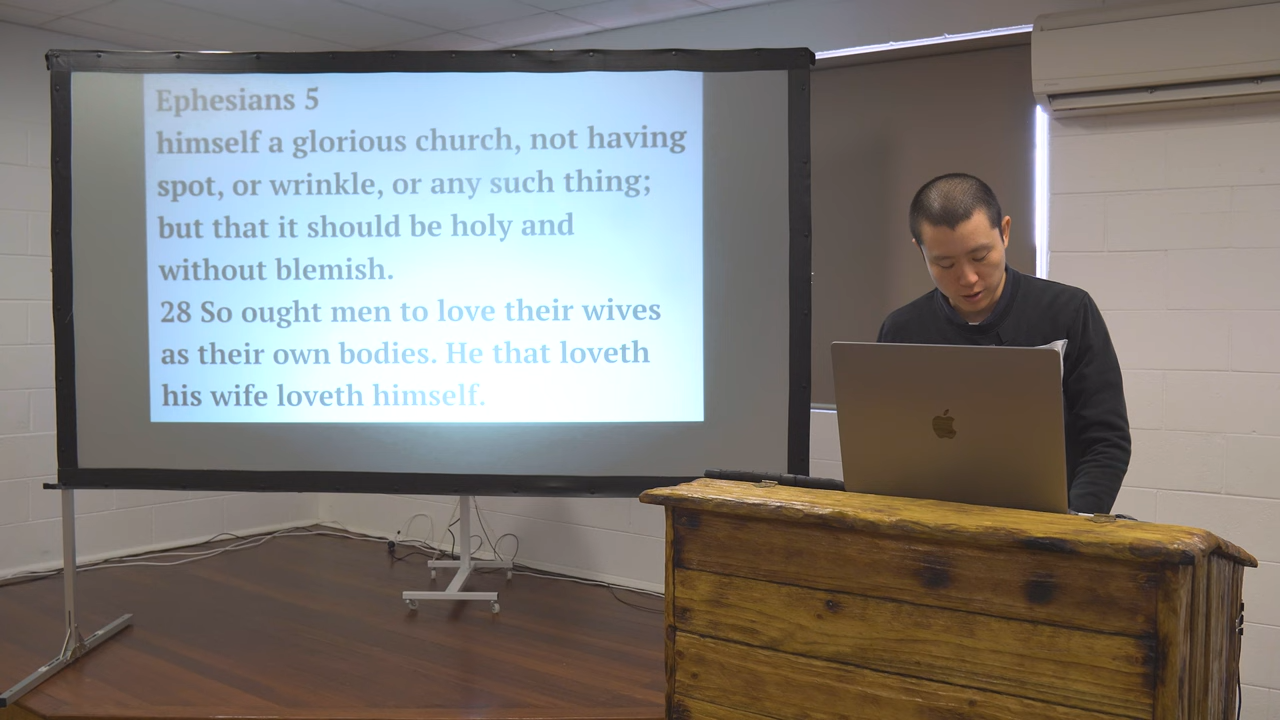 Ephesians 5
himself a glorious church, not having
spot, or wrinkle, or any such thing;
but that it should be holy and
without blemish.
28 So ought men to love their wives
as their own bodies. He that loveth
his wife loveth himself.